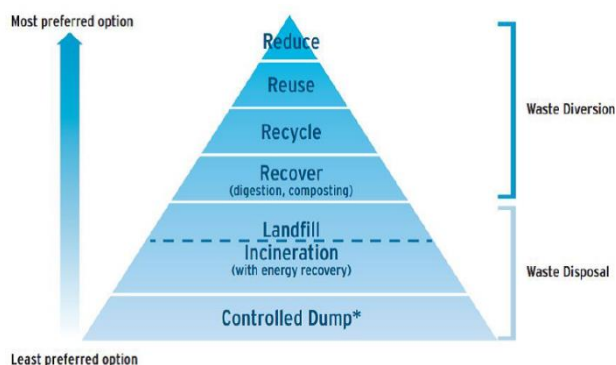 Most preferred option
Reduce
Reuse
Recycle
Recover
(digestion, composting)
Landfill
Incineration
(with energy recovery)
Controlled Dump*
Least preferred option
Waste Diversion
Waste Disposal